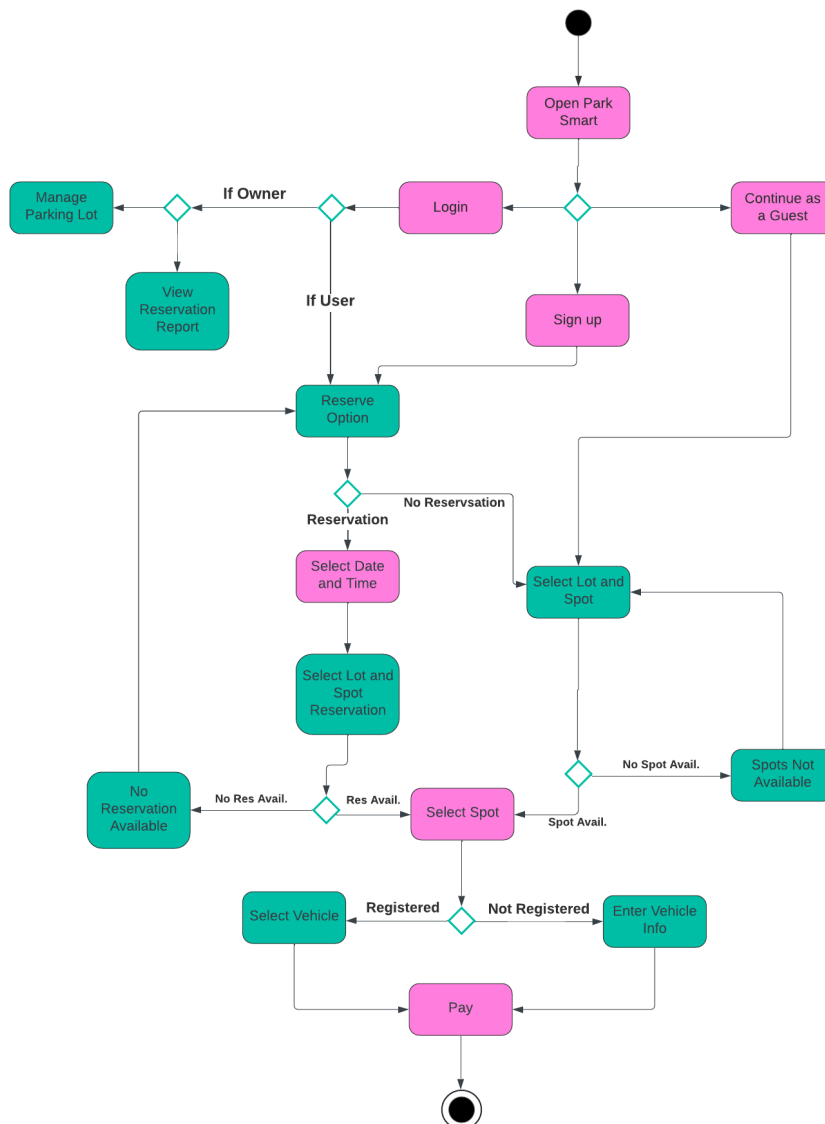 Open Park
Smart
If Owner
Manage
Parking Lot
Login
Continue as
a Guest
View
Reservation
Report
If User
Sign up
Reserve
Option
No Reservsation
Reservation
Select Date
and Time
Select Lot and
Spot
Select Lot and
Spot
Reservation
No Spot Avail.
Spots Not
Available
No
Reservation
Available
No Res Avail.
Res Avail.
Select Spot
Spot Avail.
Select Vehicle
Registered
Not Registered
Enter Vehicle
Info
Pay